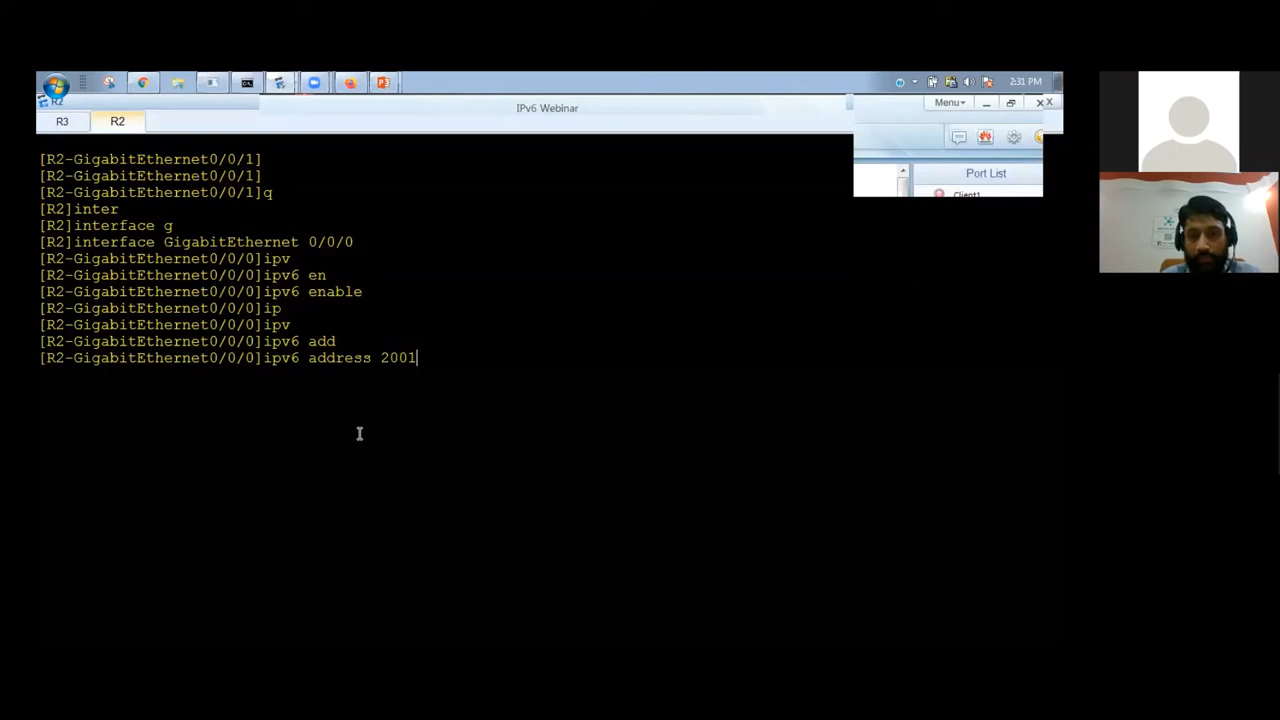 2:31 PM
R2
IPv6 Webinar
Menu
R3
R2
Port List
Client1
[R2-GigabitEthernet0/0/1]
[R2-GigabitEthernet0/0/1]
[R2-GigabitEthernet0/0/1]q
[R2]inter
[R2]interface g
[R2]interface GigabitEthernet 0/0/0
[R2-GigabitEthernet0/0/0]ipv
[R2-GigabitEthernet0/0/0]ipv6 en
[R2-GigabitEthernet0/0/0]ipv6 enable
[R2-GigabitEthernet0/0/0]ip
[R2-GigabitEthernet0/0/0]ipv
[R2-GigabitEthernet0/0/0]ipv6 add
[R2-GigabitEthernet0/0/0]ipv6 address 2001